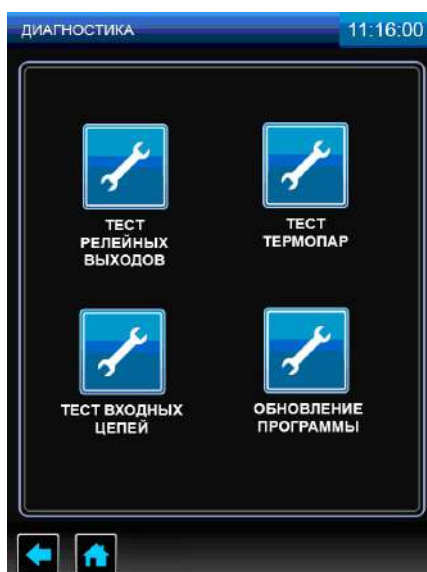 ДИАГНОСТИКА 11:16:00
ТЕСТ
РЕЛЕЙНЫХ
ВЫХОДОВ
ТЕСТ
ТЕРМОПАР
ТЕСТ ВХОДНЫХ
ЦЕПЕЙ
ОБНОВЛЕНИЕ
ПРОГРАММЫ